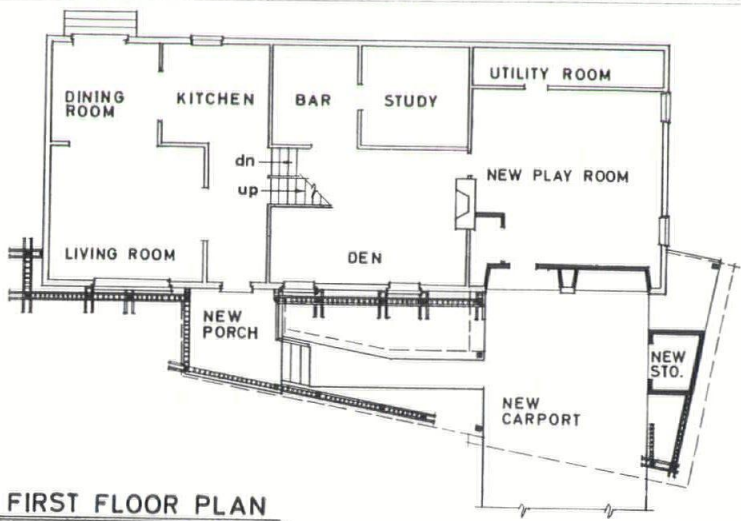 UTILITY ROOM
DINING
ROOM
KITCHEN
BAR
STUDY
dn
up
NEW PLAY ROOM
LIVING ROOM
DEN
NEW
PORCH
NEW
STO.
NEW
CARPORT
FIRST FLOOR PLAN